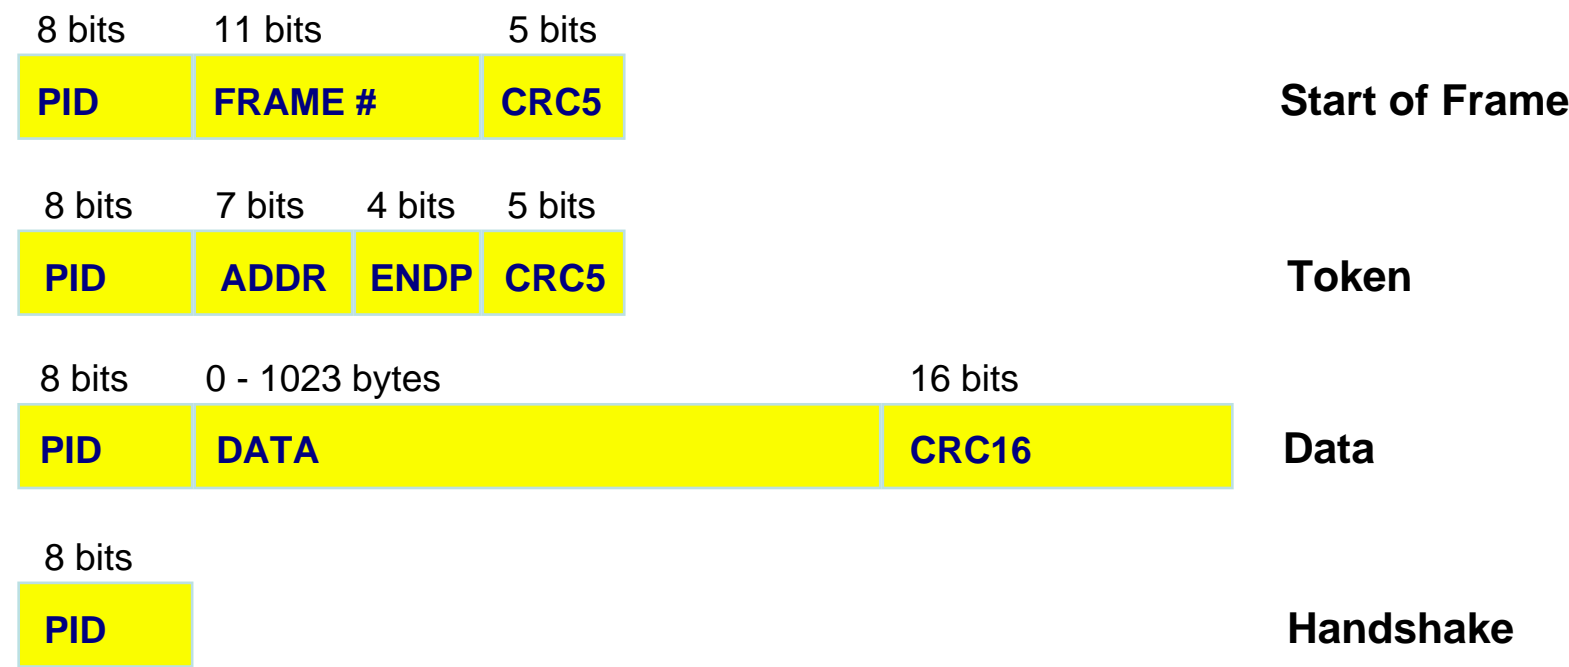 8 bits 11 bits 5 bits
PID FRAME # CRC5 Start of Frame
8 bits 7 bits 4 bits 5 bits
PID ADDR ENDP CRC5 Token
8 bits 0 - 1023 bytes 16 bits
PID DATA CRC16 Data
8 bits
PID Handshake